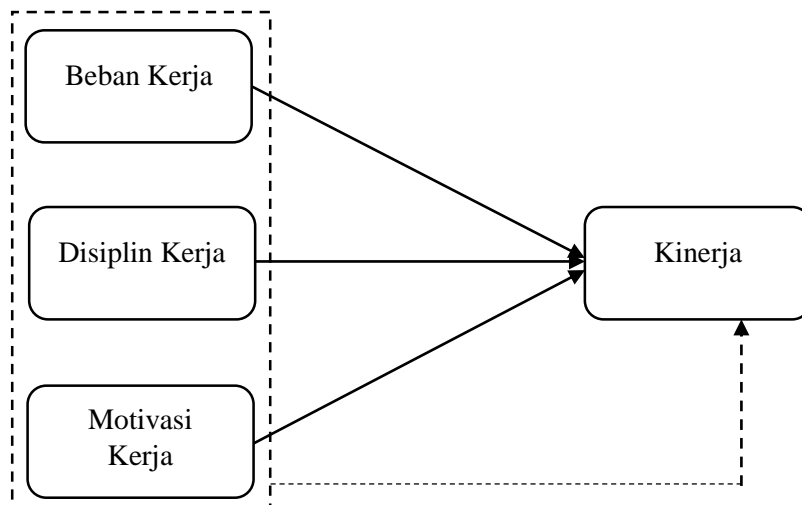 Beban Kerja
Disiplin Kerja
Kinerja
Motivasi
Kerja